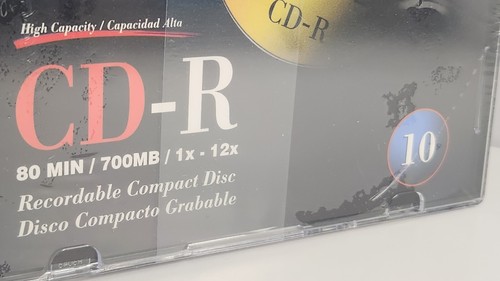 High Capacity / Capacidad Alta
CD-R
CD-R
80 MIN / 700MB / 1x - 12x
Recordable Compact Disc
Disco Compacto Grabable
10